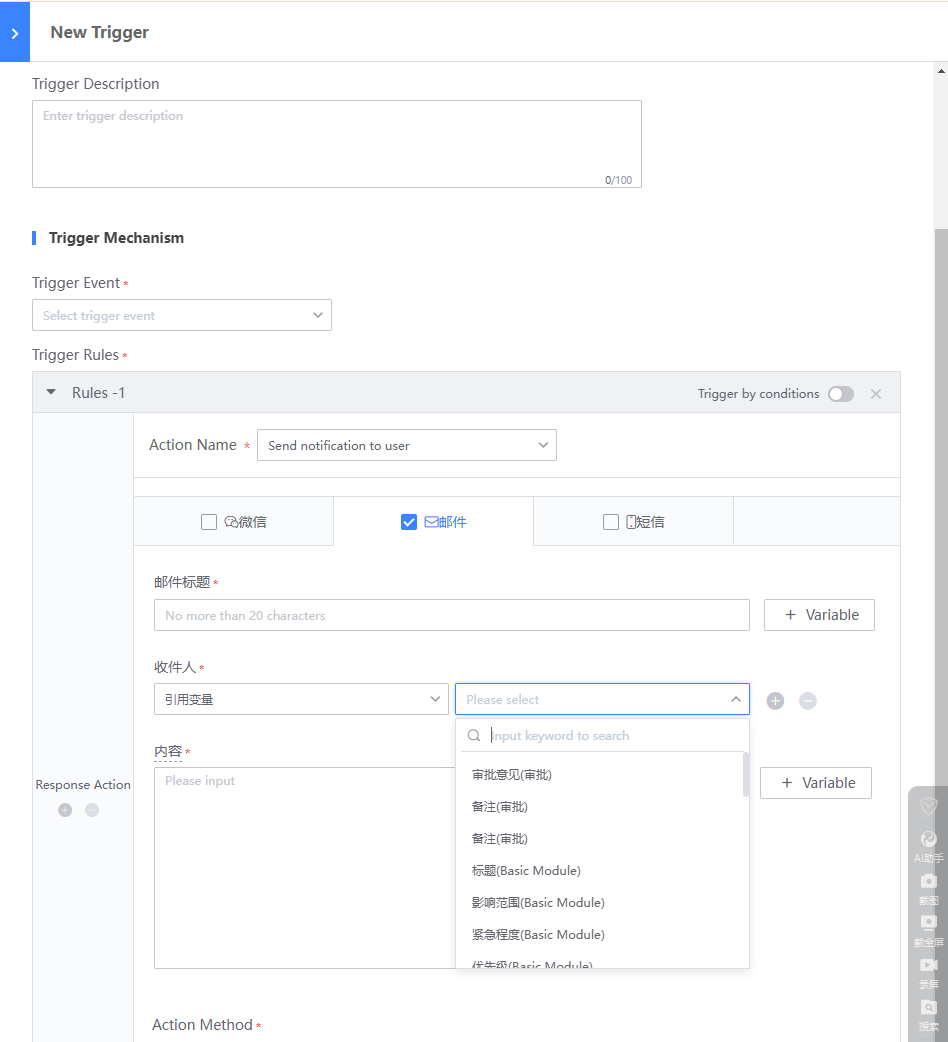 New Trigger
Trigger Description
Enter trigger description
0/100
Trigger Mechanism
Trigger Event *
Select trigger event
Trigger Rules *
Rules -1
Trigger by conditions
Action Name *
Send notification to user
微信
邮件
短信
邮件标题 *
No more than 20 characters
+ Variable
收件人 *
引用变量
Please select
Input keyword to search
内容 *
Please input
审批意见(审批)
备注(审批)
备注(审批)
标题(Basic Module)
影响范围(Basic Module)
紧急程度(Basic Module)
优先级(Basic Module)
+ Variable
Response Action
Action Method *
AI助手
截图
截全屏
录屏
搜索